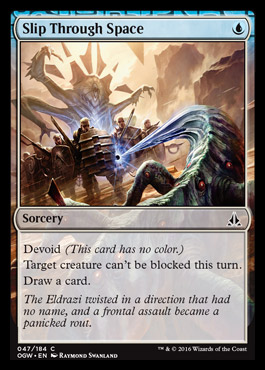 Slip Through Space
Sorcery
Devoid (This card has no color.)
Target creature can't be blocked this turn.
Draw a card.
The Eldrazi twisted in a direction that had
no name, and a frontal assault became a
panicked rout.
047/184 C
OGW • EN RAYMOND SWANLAND
™ & © 2016 Wizards of the Coast